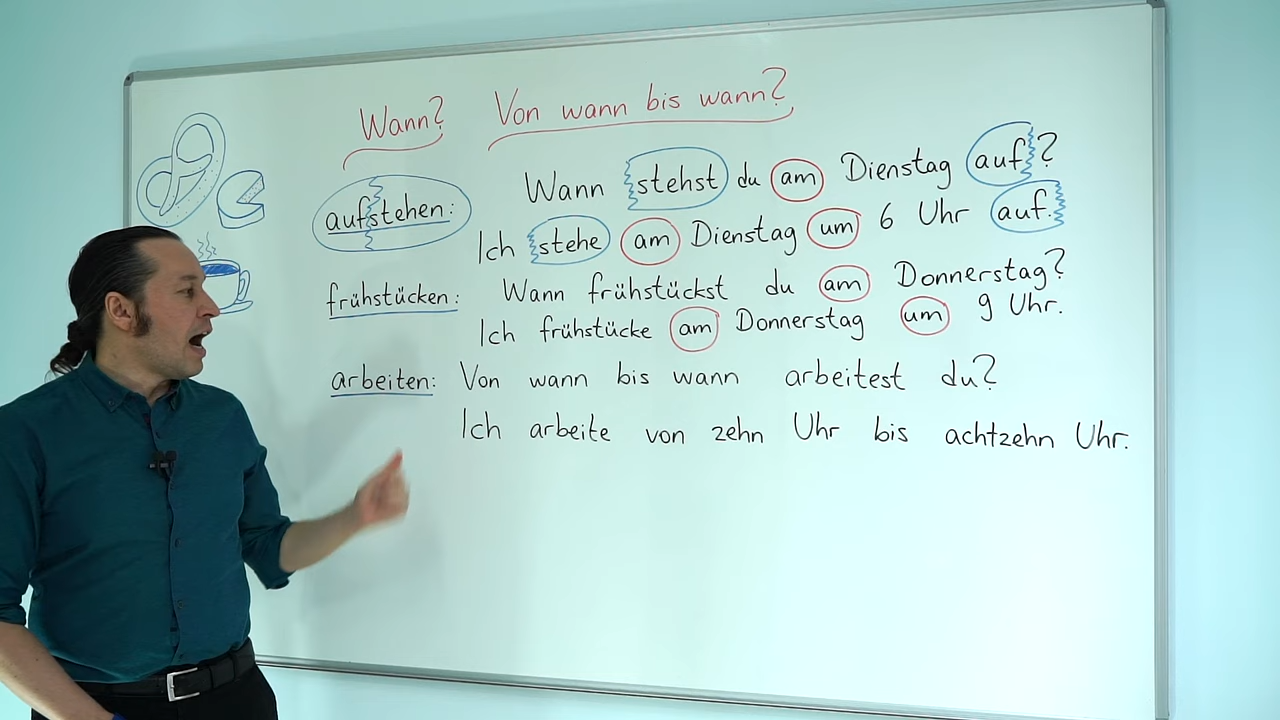 Wann? Von wann bis wann?
Wann stehst du am Dienstag auf?
aufstehen:
Ich stehe am Dienstag um 6 Uhr auf.
frühstücken: Wann frühstückst du am Donnerstag?
Ich frühstücke am Donnerstag um 9 Uhr.
arbeiten: Von wann bis wann arbeitest du?
Ich arbeite von zehn Uhr bis achtzehn Uhr.